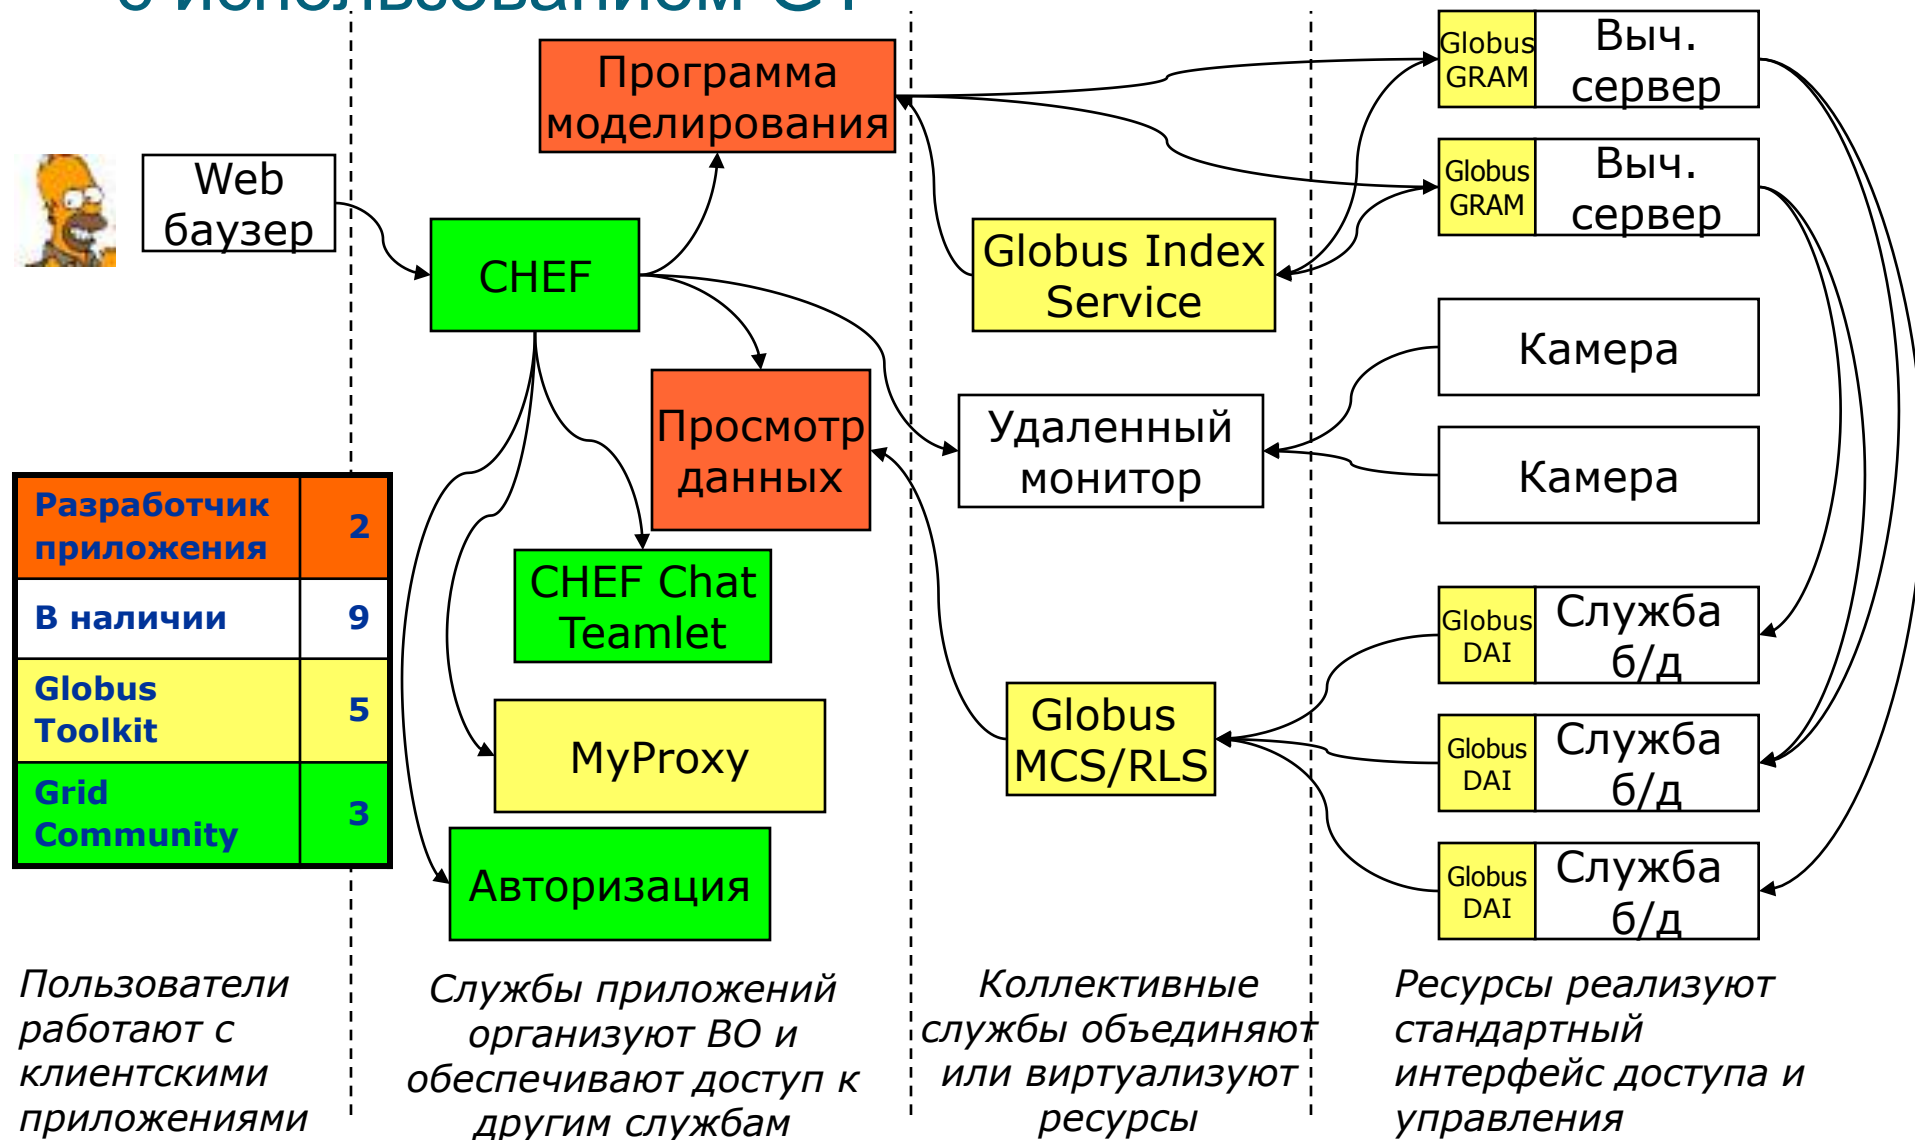 с использованием GT
Программа
моделирования
Globus
GRAM
Выч.
сервер
Web
баузер
Globus
GRAM
Выч.
сервер
CHEF
Globus Index
Service
Камера
Просмотр
данных
Удаленный
монитор
Камера
Разработчик
приложения
2
В наличии
9
Globus
Toolkit
5
Grid
Community
3
CHEF Chat
Teamlet
Globus
DAI
Служба
б/д
MyProxy
Globus
MCS/RLS
Globus
DAI
Служба
б/д
Авторизация
Globus
DAI
Служба
б/д
Пользователи
работают с
клиентскими
приложениями
Службы приложений
организуют ВО и
обеспечивают доступ к
другим службам
Коллективные
службы объединяют
или виртуализуют
ресурсы
Ресурсы реализуют
стандартный
интерфейс доступа и
управления